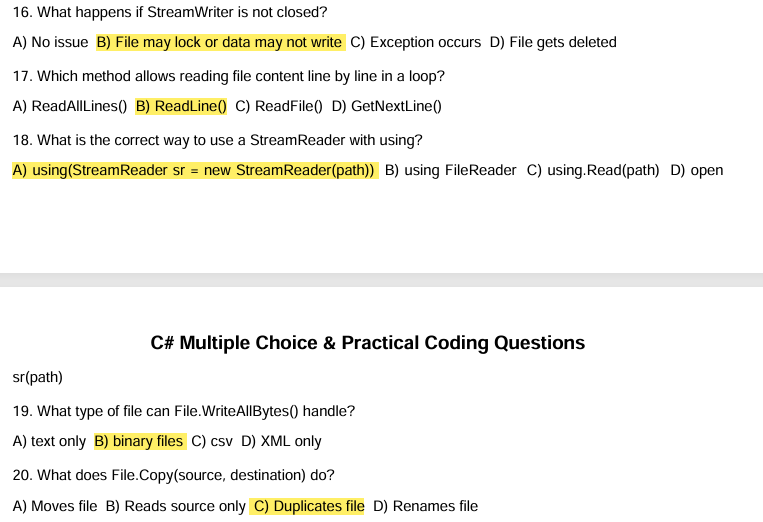 16. What happens if StreamWriter is not closed?
A) No issue B) File may lock or data may not write C) Exception occurs D) File gets deleted
17. Which method allows reading file content line by line in a loop?
A) ReadAllLines() B) ReadLine() C) ReadFile() D) GetNextLine()
18. What is the correct way to use a StreamReader with using?
A) using(StreamReader sr = new StreamReader(path)) B) using FileReader C) using.Read(path) D) open
C# Multiple Choice & Practical Coding Questions
sr(path)
19. What type of file can File.WriteAllBytes() handle?
A) text only B) binary files C) csv D) XML only
20. What does File.Copy(source, destination) do?
A) Moves file B) Reads source only C) Duplicates file D) Renames file